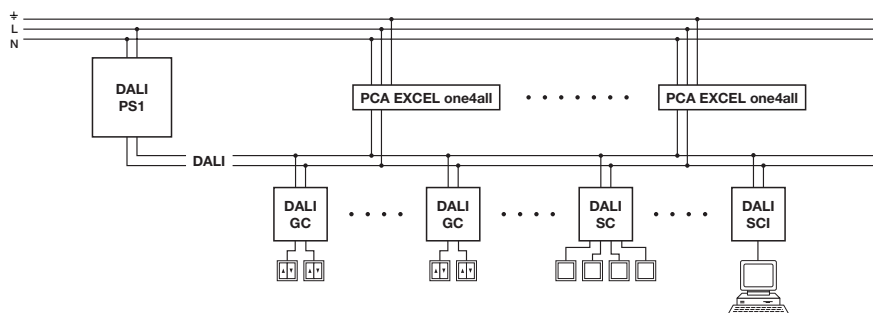 L
N
DALI
PS1
PCA EXCEL one4all
PCA EXCEL one4all
DALI
DALI
GC
DALI
GC
DALI
SC
DALI
SCI